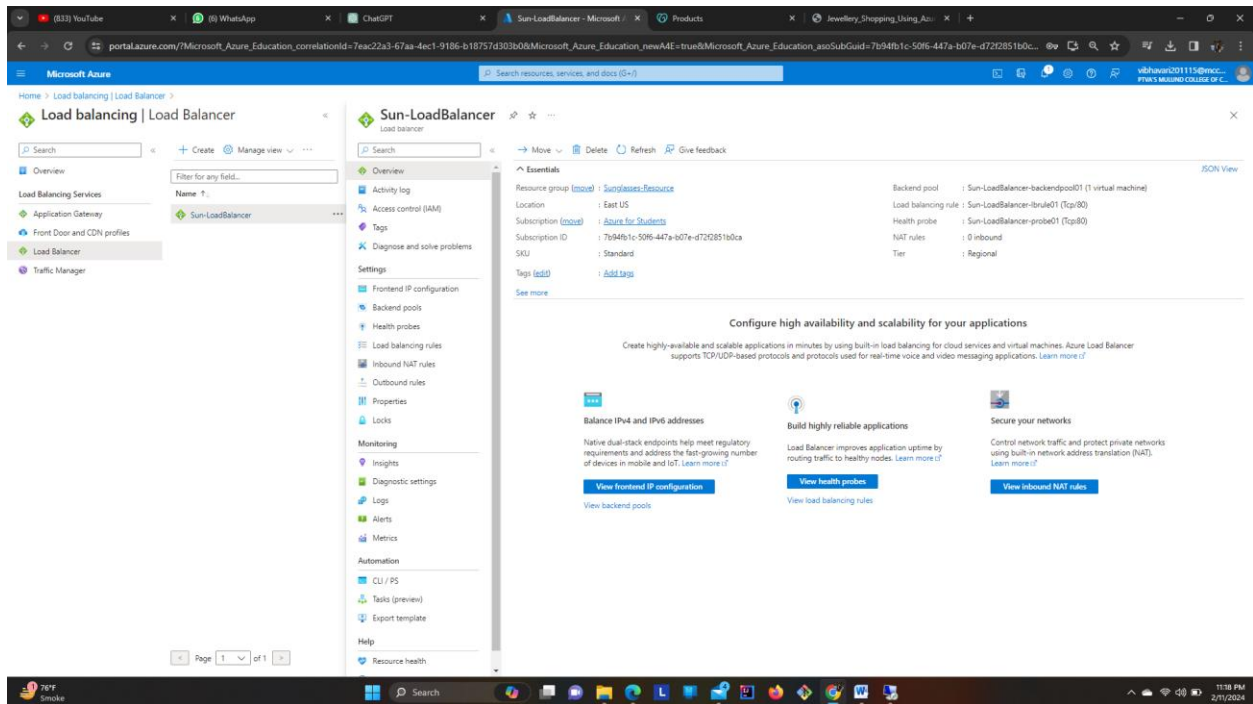 (833) YouTube
(6) WhatsApp
ChatGPT
Sun-LoadBalancer - Microsoft A
Products
Jewellery_Shopping_Using_Azu
portal.azure.com/?Microsoft_Azure_Education_correlationId=7eac22a3-67aa-4ec1-9186-b18757d303b0&Microsoft_Azure_Education_newA4E=true&Microsoft_Azure_Education_asoSubGuid=7b94fb1c-50f6-447a-b07e-d72f2851b0c...
Microsoft Azure
Search resources, services, and docs (G+/)
vibhavari201115@mcc...
PTVA'S MULUND COLLEGE OF C...
Home > Load balancing | Load Balancer >
Load balancing | Load Balancer
Search
Overview
Load Balancing Services
Application Gateway
Front Door and CDN profiles
Load Balancer
Traffic Manager
+ Create Manage view ...
Filter for any field...
Name ↑
Sun-LoadBalancer ...
< Page 1 of 1 >
Sun-LoadBalancer
Load balancer
Search
Overview
Activity log
Access control (IAM)
Tags
Diagnose and solve problems
Settings
Frontend IP configuration
Backend pools
Health probes
Load balancing rules
Inbound NAT rules
Outbound rules
Properties
Locks
Monitoring
Insights
Diagnostic settings
Logs
Alerts
Metrics
Automation
CLI / PS
Tasks (preview)
Export template
Help
Resource health
Move Delete Refresh Give feedback
Essentials
JSON View
Resource group (move) : Sunglasses-Resource
Location : East US
Subscription (move) : Azure for Students
Subscription ID : 7b94fb1c-50f6-447a-b07e-d72f2851b0ca
SKU : Standard
Tags (edit) : Add tags
See more
Backend pool : Sun-LoadBalancer-backendpool01 (1 virtual machine)
Load balancing rule : Sun-LoadBalancer-lbrule01 (Tcp/80)
Health probe : Sun-LoadBalancer-probe01 (Tcp:80)
NAT rules : 0 inbound
Tier : Regional
Configure high availability and scalability for your applications
Create highly-available and scalable applications in minutes by using built-in load balancing for cloud services and virtual machines. Azure Load Balancer
supports TCP/UDP-based protocols and protocols used for real-time voice and video messaging applications. Learn more
Balance IPv4 and IPv6 addresses
Native dual-stack endpoints help meet regulatory
requirements and address the fast-growing number
of devices in mobile and IoT. Learn more
View frontend IP configuration
View backend pools
Build highly reliable applications
Load Balancer improves application uptime by
routing traffic to healthy nodes. Learn more
View health probes
View load balancing rules
Secure your networks
Control network traffic and protect private networks
using built-in network address translation (NAT).
Learn more
View inbound NAT rules
76°F
Smoke
Search
11:18 PM
2/11/2024